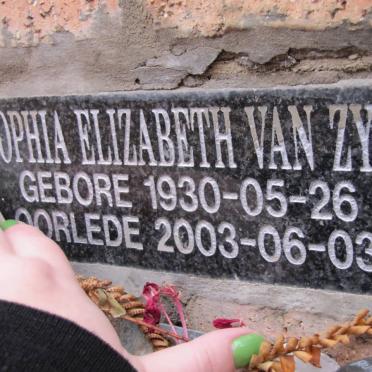 OPHIA ELIZABETH VAN ZY
GEBORE 1930-05-26
OORLEDE 2003-06-03